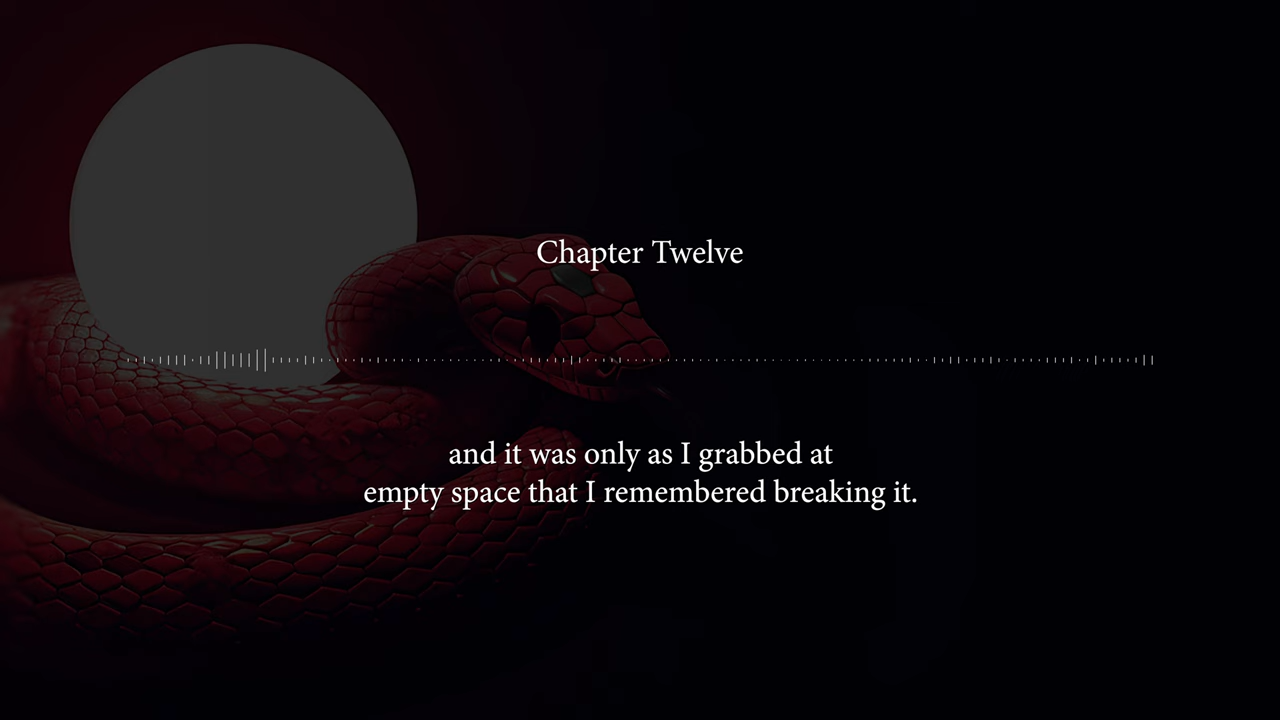 Chapter Twelve
and it was only as I grabbed at
empty space that I remembered breaking it.